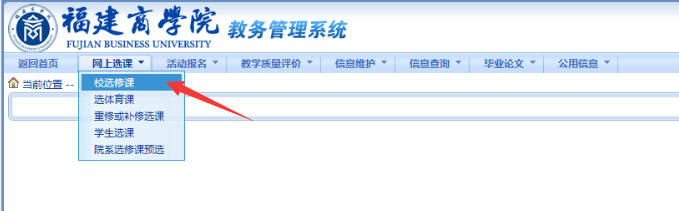 福建商学院 教务管理系统
FUJIAN BUSINESS UNIVERSITY
返回首页 网上选课 活动报名 教学质量评价 信息维护 信息查询 毕业论文 公用信息
当前位置 --
校选修课
选体育课
重修或补修选课
学生选课
院系选修课预选